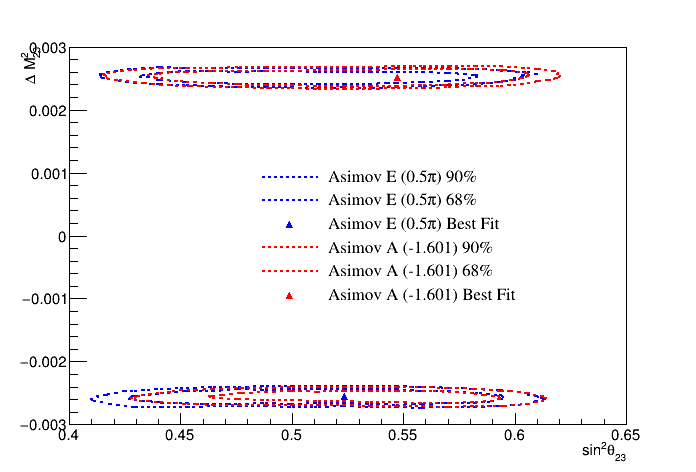 Δ M²₂₃
0.003
0.002
0.001
0
−0.001
−0.002
−0.003
Asimov E (0.5π) 90%
Asimov E (0.5π) 68%
Asimov E (0.5π) Best Fit
Asimov A (-1.601) 90%
Asimov A (-1.601) 68%
Asimov A (-1.601) Best Fit
0.4 0.45 0.5 0.55 0.6 0.65
sin²θ₂₃